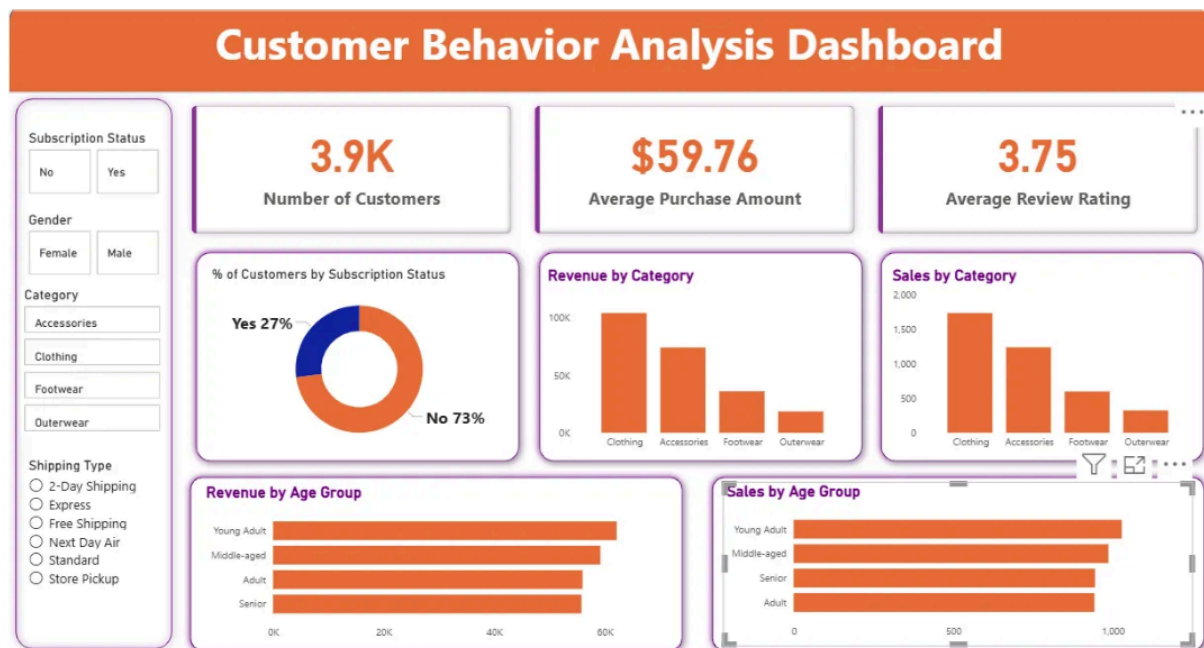 Customer Behavior Analysis Dashboard
Subscription Status
No Yes
Gender
Female Male
Category
Accessories
Clothing
Footwear
Outerwear
Shipping Type
2-Day Shipping
Express
Free Shipping
Next Day Air
Standard
Store Pickup
3.9K
Number of Customers
$59.76
Average Purchase Amount
3.75
Average Review Rating
% of Customers by Subscription Status
Yes 27%
No 73%
Revenue by Category
100K
50K
0K
Clothing Accessories Footwear Outerwear
Sales by Category
2,000
1,500
1,000
500
0
Clothing Accessories Footwear Outerwear
Revenue by Age Group
Young Adult
Middle-aged
Adult
Senior
0K 20K 40K 60K
Sales by Age Group
Young Adult
Middle-aged
Senior
Adult
0 500 1,000